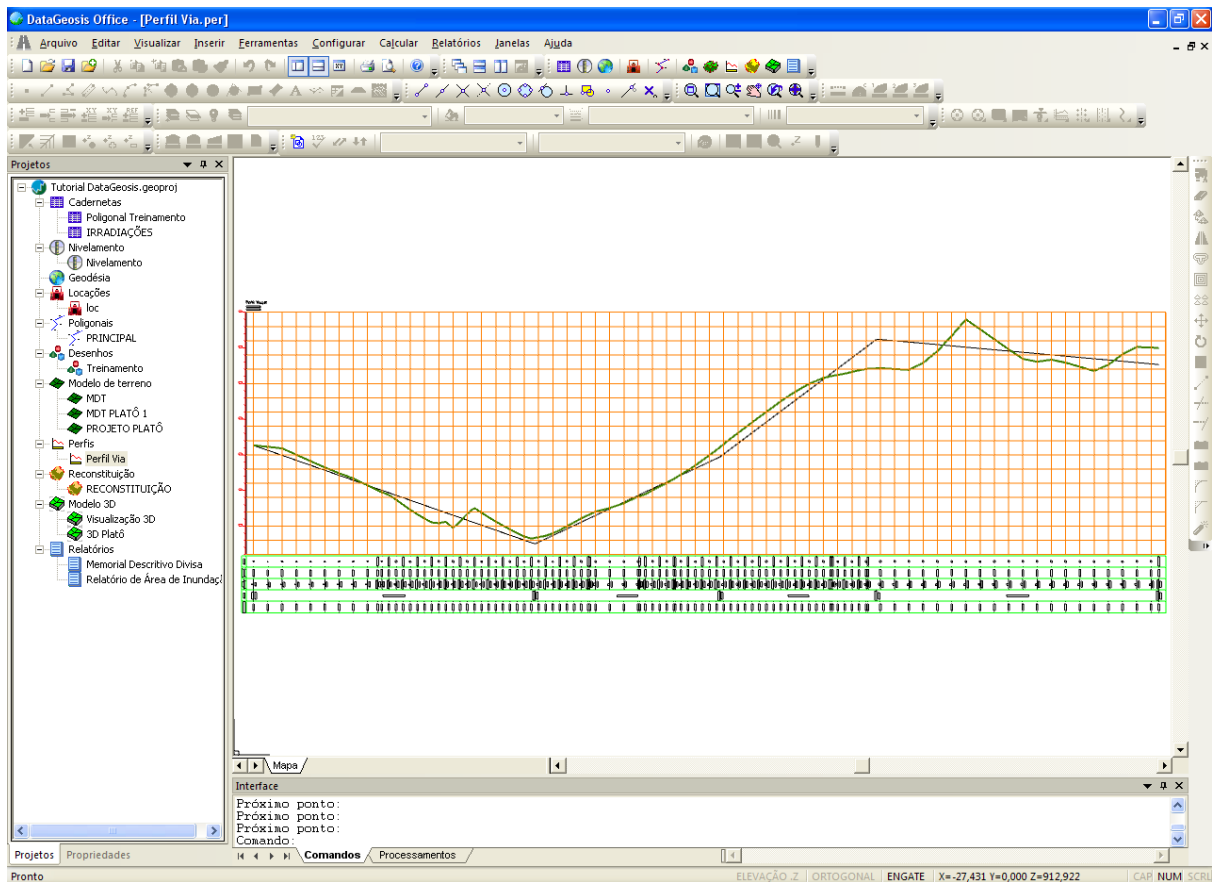 DataGeosis Office - [Perfil Via.per]
Arquivo Editar Visualizar Inserir Ferramentas Configurar Calcular Relatórios Janelas Ajuda
Projetos
Tutorial DataGeosis.geoproj
Cadernetas
Poligonal Treinamento
IRRADIAÇÕES
Nivelamento
Nivelamento
Geodésia
Locações
loc
Poligonais
PRINCIPAL
Desenhos
Treinamento
Modelo de terreno
MDT
MDT PLATÔ 1
PROJETO PLATÔ
Perfis
Perfil Via
Reconstituição
RECONSTITUIÇÃO
Modelo 3D
Visualização 3D
3D Platô
Relatórios
Memorial Descritivo Divisa
Relatório de Área de Inundaç
Projetos Propriedades
Mapa
Interface
Próximo ponto:
Próximo ponto:
Próximo ponto:
Comando:
Comandos Processamentos
Pronto
ELEVAÇÃO .Z ORTOGONAL ENGATE X=-27,431 Y=0,000 Z=912,922 CAP NUM SCRL